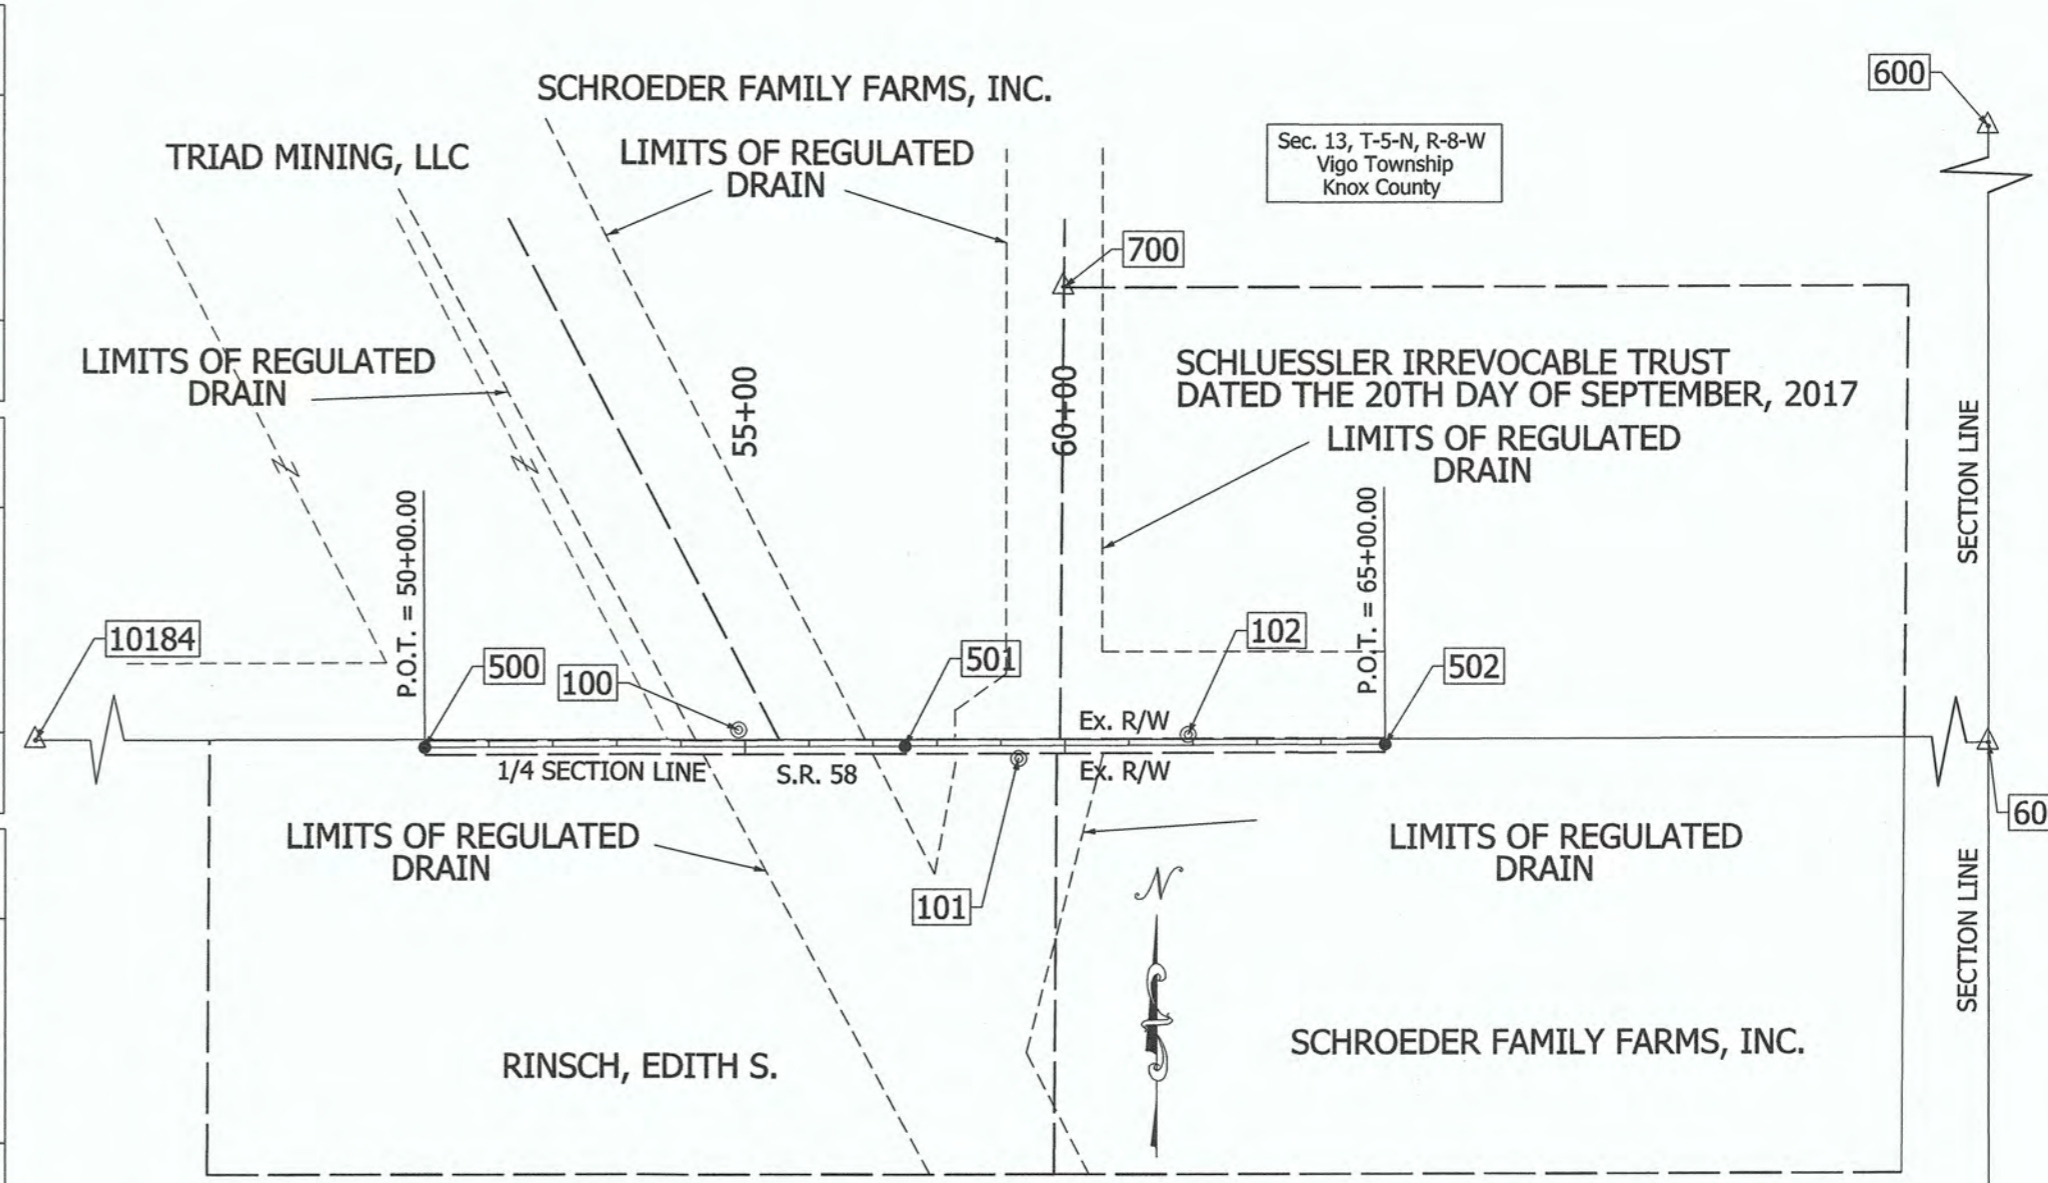 600
SCHROEDER FAMILY FARMS, INC.
Sec. 13, T-5-N, R-8-W
Vigo Township
Knox County
TRIAD MINING, LLC
LIMITS OF REGULATED
DRAIN
700
LIMITS OF REGULATED
DRAIN
SCHLUESSLER IRREVOCABLE TRUST
DATED THE 20TH DAY OF SEPTEMBER, 2017
55+00
60+00
LIMITS OF REGULATED
DRAIN
SECTION LINE
P.O.T. = 50+00.00
P.O.T. = 65+00.00
10184
500
100
501
102
502
Ex. R/W
1/4 SECTION LINE
S.R. 58
Ex. R/W
60
LIMITS OF REGULATED
DRAIN
LIMITS OF REGULATED
DRAIN
101
N
SECTION LINE
RINSCH, EDITH S.
SCHROEDER FAMILY FARMS, INC.